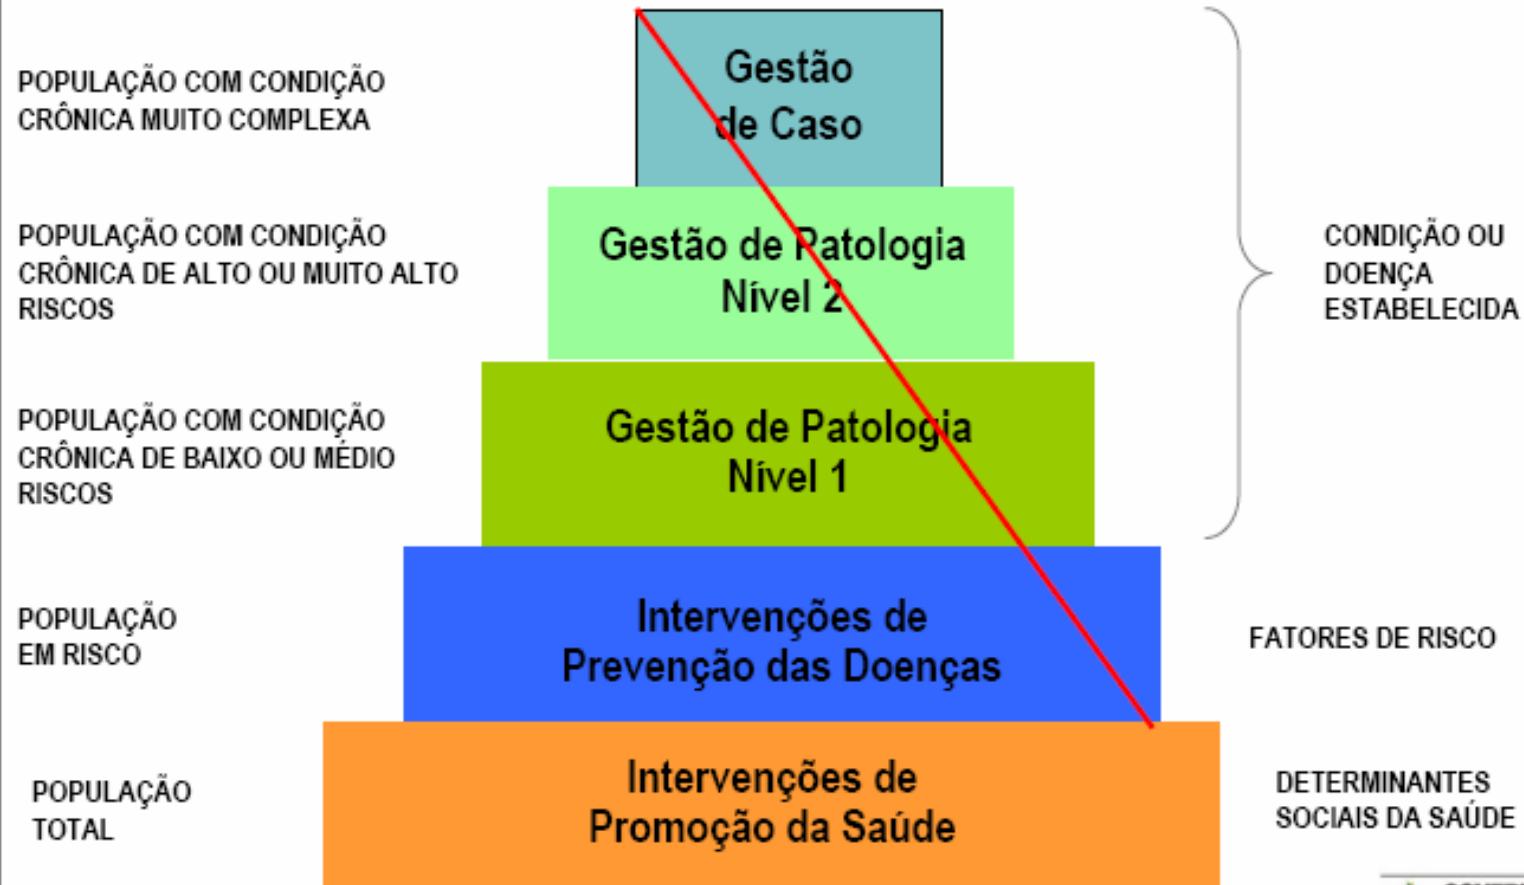 POPULAÇÃO COM CONDIÇÃO
CRÔNICA MUITO COMPLEXA
Gestão
de Caso
POPULAÇÃO COM CONDIÇÃO
CRÔNICA DE ALTO OU MUITO ALTO
RISCOS
Gestão de Patologia
Nível 2
CONDIÇÃO OU
DOENÇA
ESTABELECIDA
POPULAÇÃO COM CONDIÇÃO
CRÔNICA DE BAIXO OU MÉDIO
RISCOS
Gestão de Patologia
Nível 1
POPULAÇÃO
EM RISCO
Intervenções de
Prevenção das Doenças
FATORES DE RISCO
POPULAÇÃO
TOTAL
Intervenções de
Promoção da Saúde
DETERMINANTES
SOCIAIS DA SAÚDE